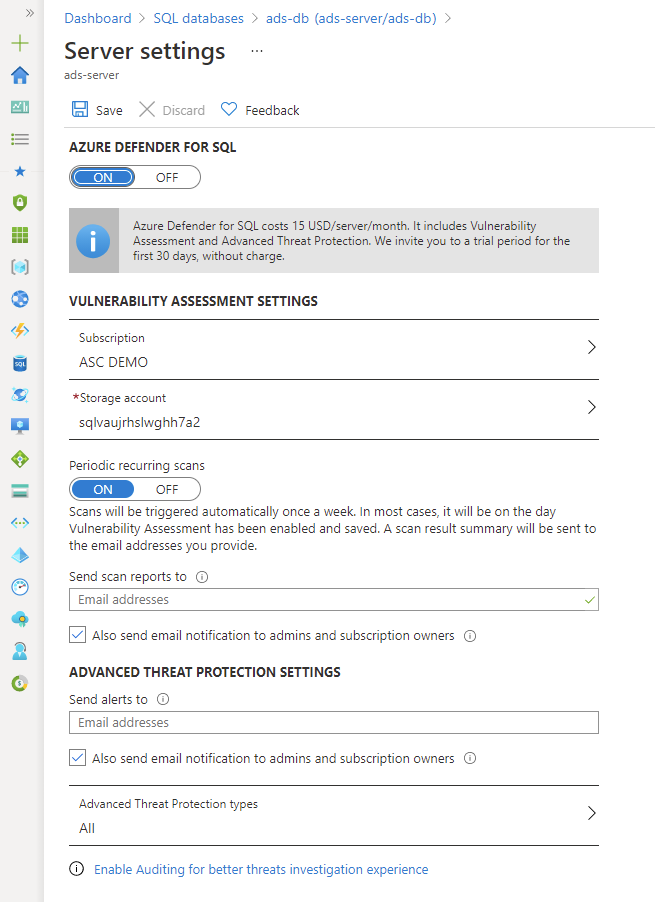 Dashboard > SQL databases > ads-db (ads-server/ads-db) >
Server settings ...
ads-server
Save Discard Feedback
AZURE DEFENDER FOR SQL
ON OFF
Azure Defender for SQL costs 15 USD/server/month. It includes Vulnerability
Assessment and Advanced Threat Protection. We invite you to a trial period for the
first 30 days, without charge.
VULNERABILITY ASSESSMENT SETTINGS
Subscription
ASC DEMO
*Storage account
sqlvaujrhslwghh7a2
Periodic recurring scans
ON OFF
Scans will be triggered automatically once a week. In most cases, it will be on the day
Vulnerability Assessment has been enabled and saved. A scan result summary will be sent to
the email addresses you provide.
Send scan reports to
Email addresses
Also send email notification to admins and subscription owners
ADVANCED THREAT PROTECTION SETTINGS
Send alerts to
Email addresses
Also send email notification to admins and subscription owners
Advanced Threat Protection types
All
Enable Auditing for better threats investigation experience
SQL